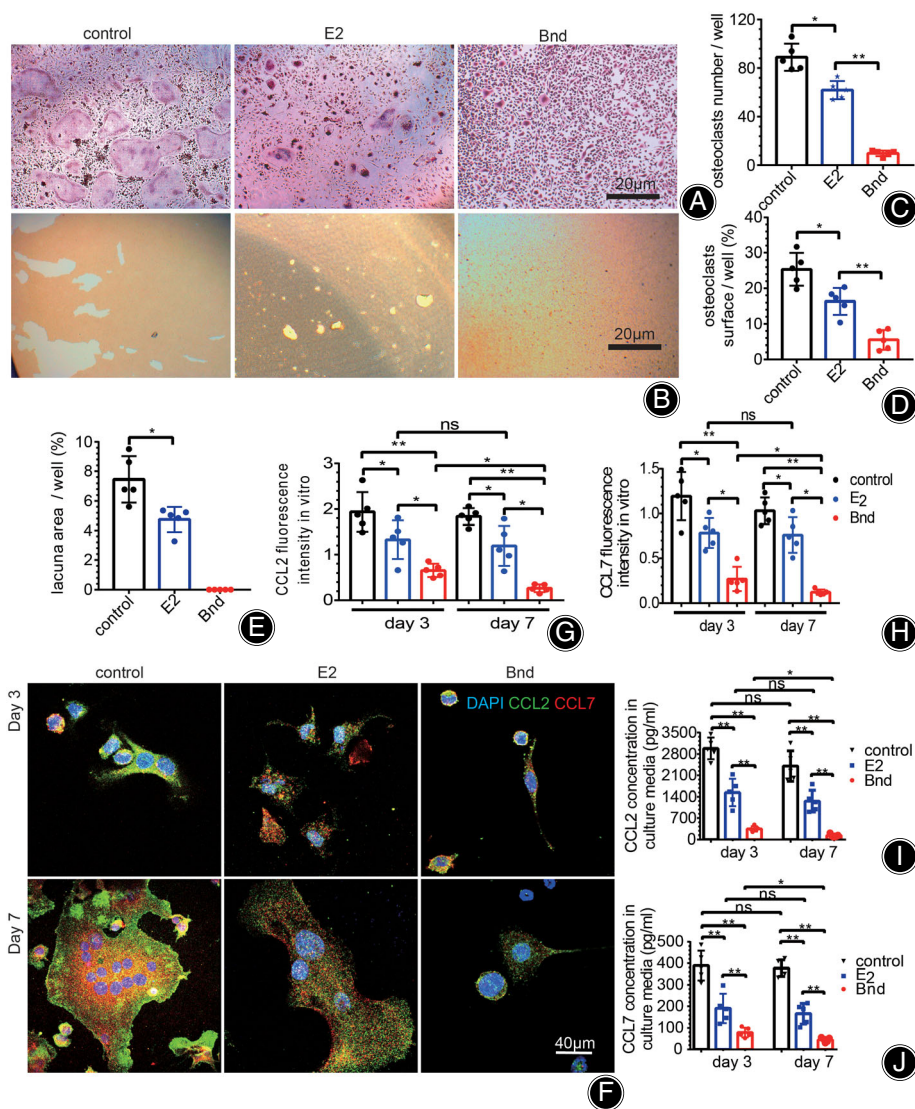 control
E2
Bnd
20μm
A
20μm
B
osteoclasts number / well
120
80
40
0
*
**
control
E2
Bnd
C
osteoclasts
surface / well (%)
40
30
20
10
0
*
**
control
E2
Bnd
D
lacuna area / well (%)
10
8
6
4
2
0
*
control
E2
Bnd
E
CCL2 fluorescence
intensity in vitro
3
2
1
0
ns
**
*
*
**
*
*
*
day 3
day 7
G
CCL7 fluorescence
intensity in vitro
1.5
1.0
0.5
0.0
ns
**
*
*
**
*
*
*
day 3
day 7
control
E2
Bnd
H
control
E2
Bnd
Day 3
DAPI CCL2 CCL7
Day 7
40μm
F
CCL2 concentration in
culture media (pg/ml)
3500
2800
2100
1400
700
0
*
ns
ns
**
**
**
**
**
**
day 3
day 7
control
E2
Bnd
I
CCL7 concentration in
culture media (pg/ml)
500
400
300
200
100
0
*
ns
ns
**
**
**
**
**
**
day 3
day 7
control
E2
Bnd
J